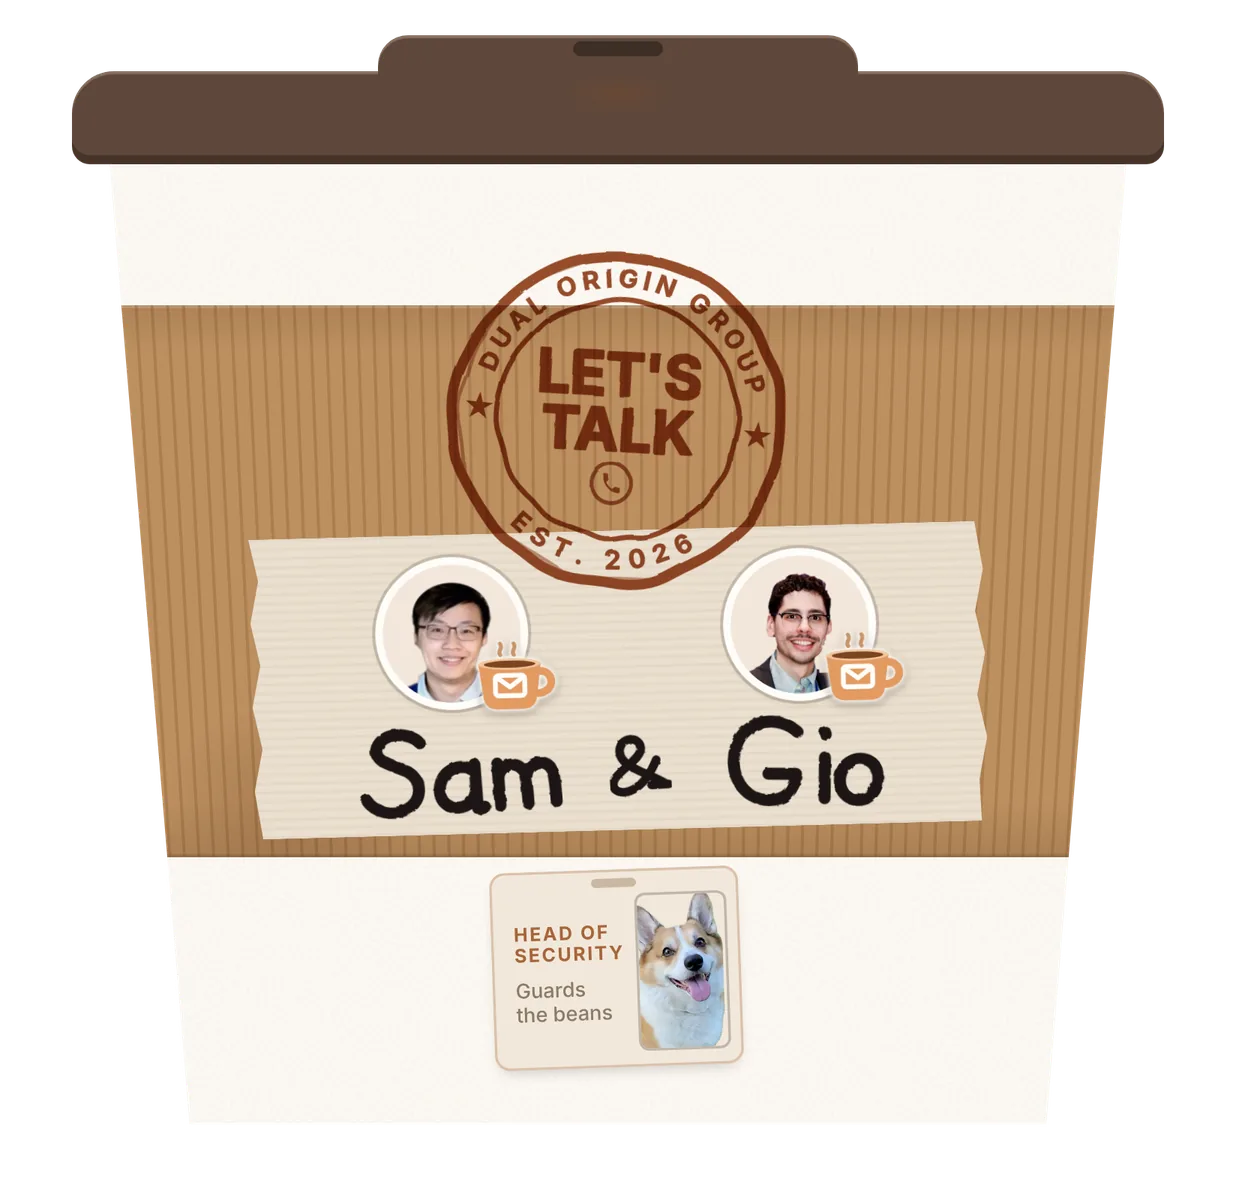 DUAL ORIGIN GROUP
LET'S
TALK
EST. 2026
Sam & Gio
HEAD OF
SECURITY
Guards
the beans